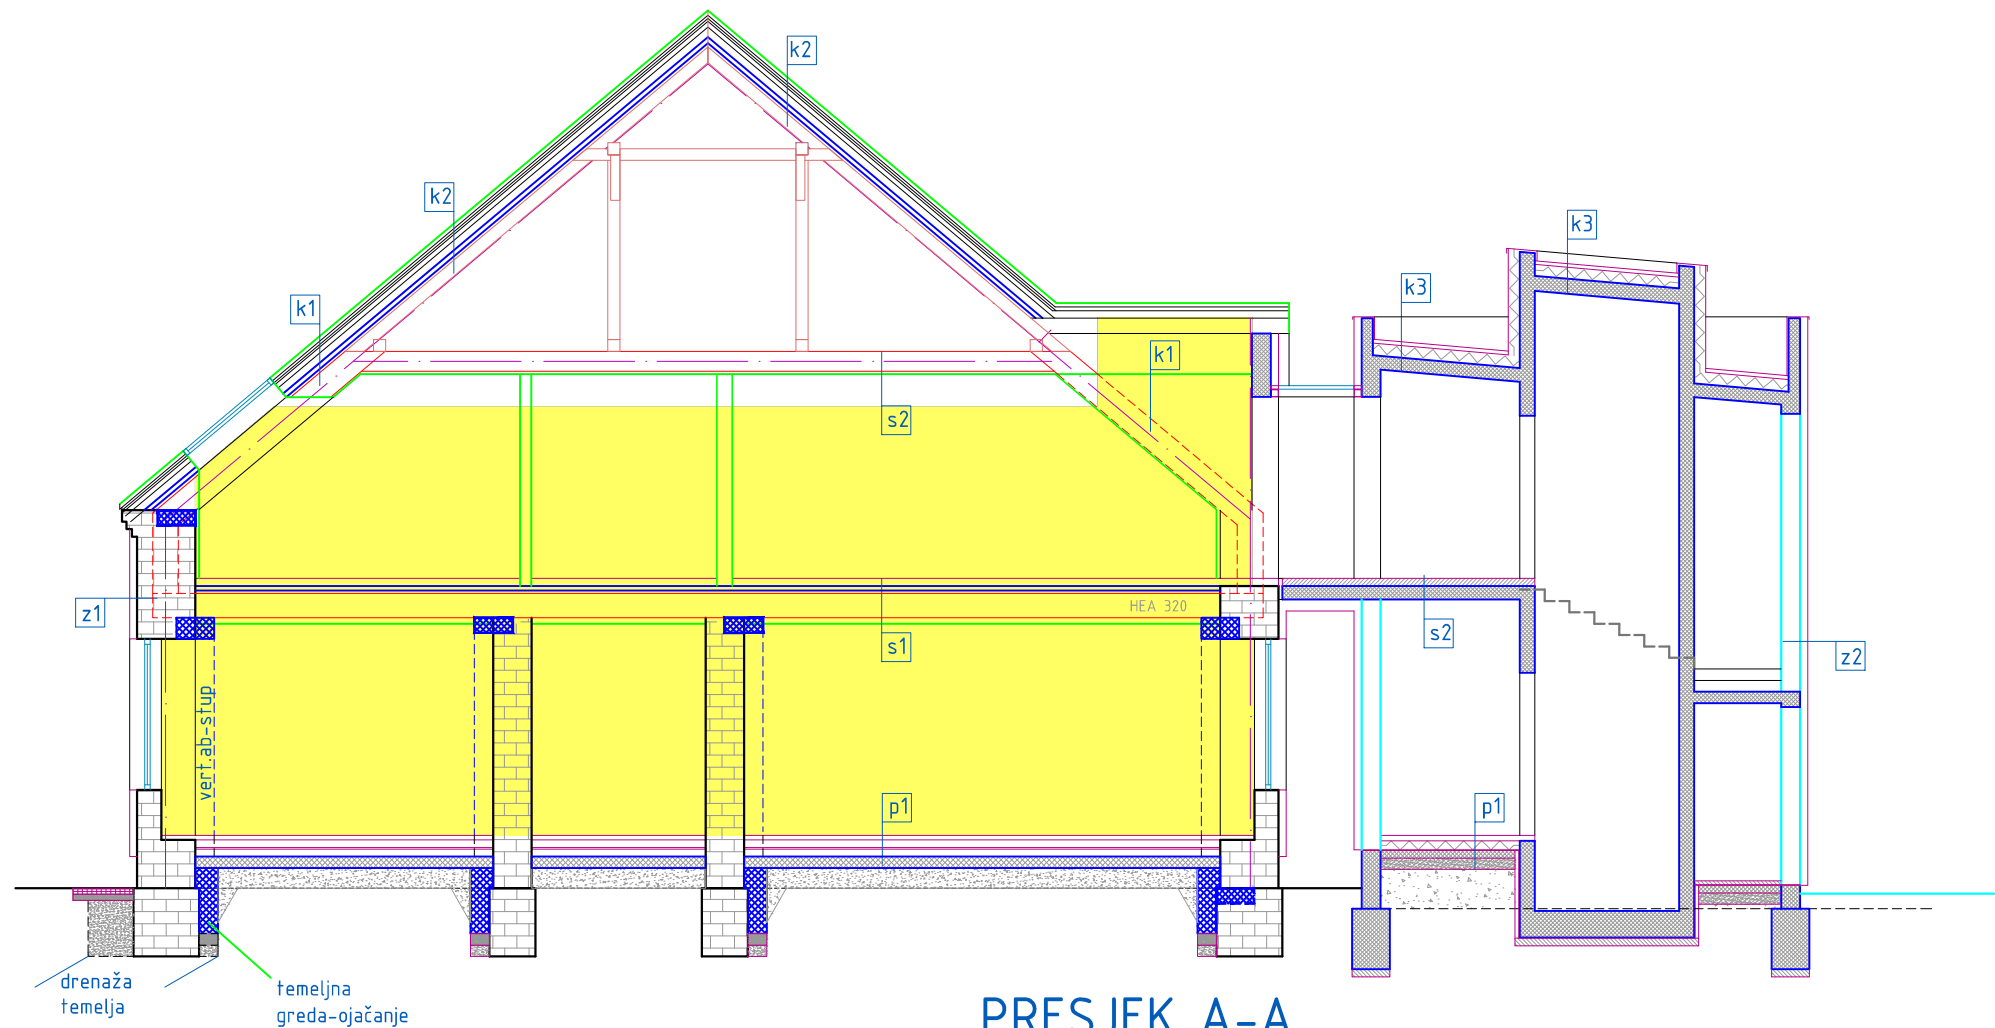 k2
k2
k3
k3
k1
k1
s2
z1
HEA 320
s1
s2
z2
vert.ab-stup
p1
p1
drenaža
temelja
temeljna
greda-ojačanje
PRESJEK A-A